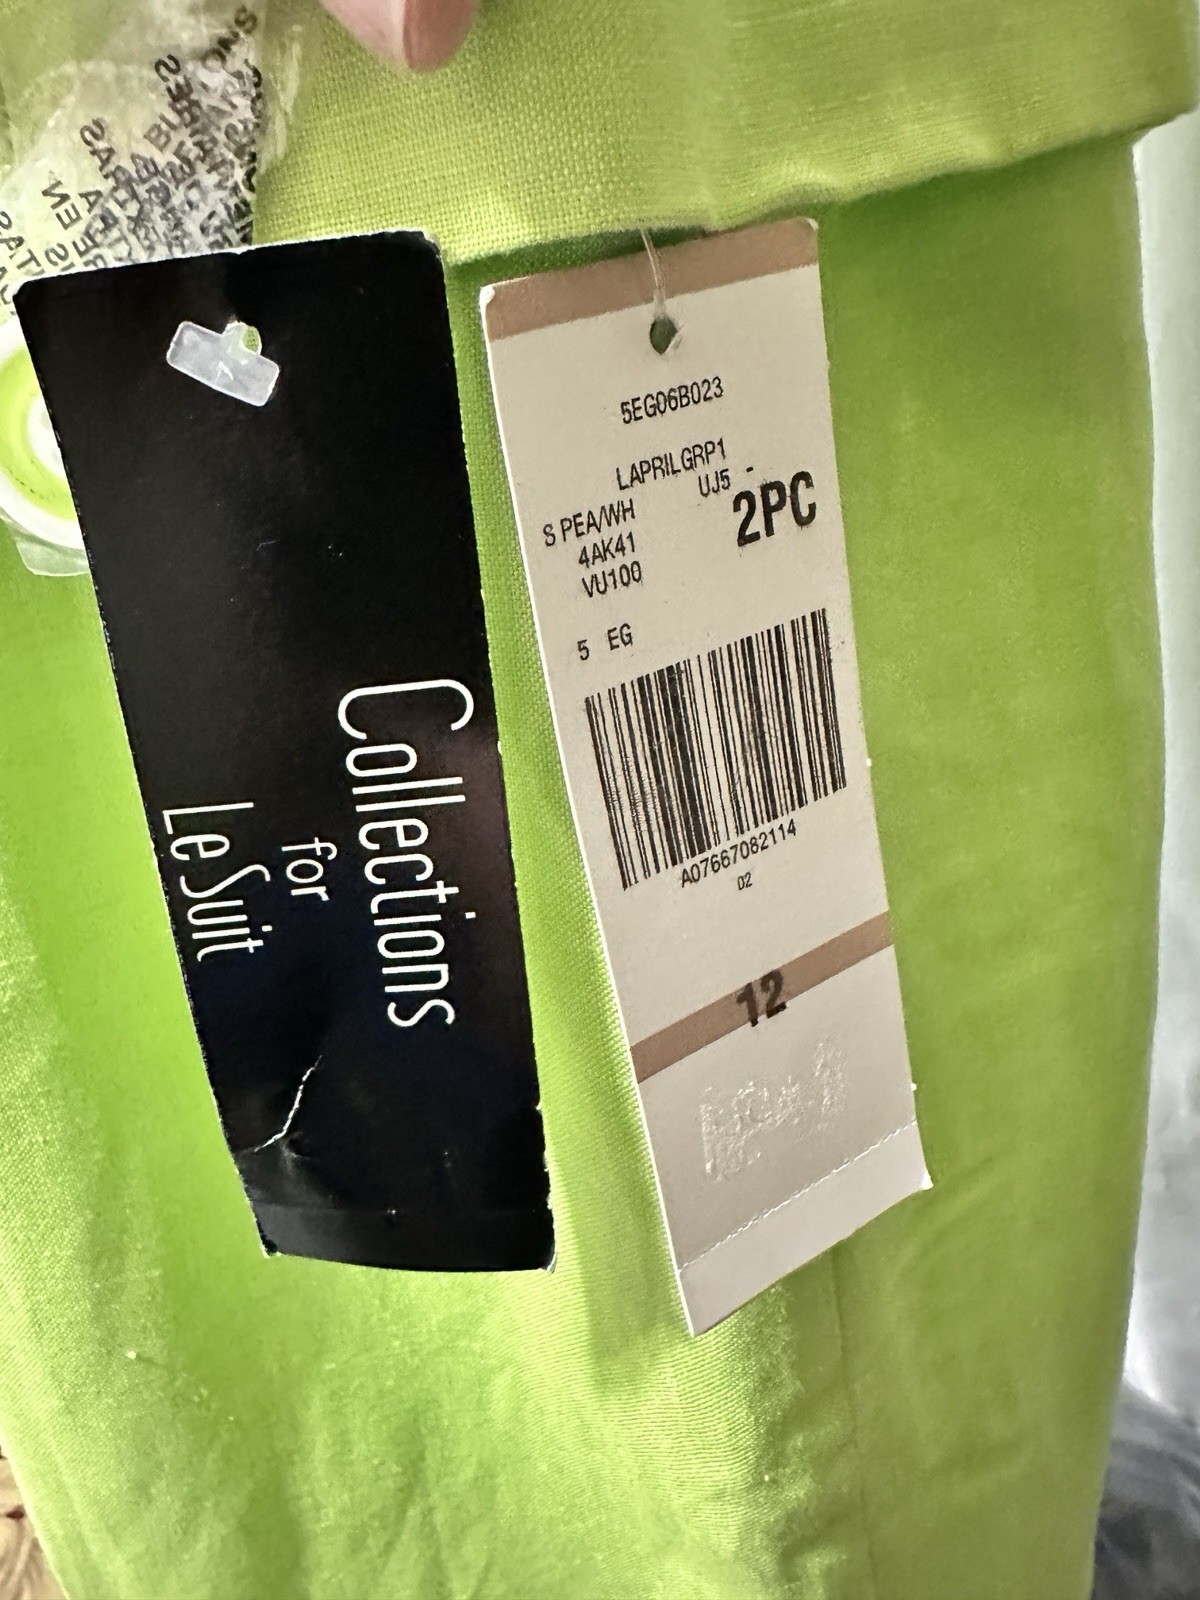 Collections
for
Le Suit
5EG06B023
LAPRILGRP1
UJ5 -
2PC
S PEA/WH
4AK41
VU100
5 EG
A07667082114
02
12